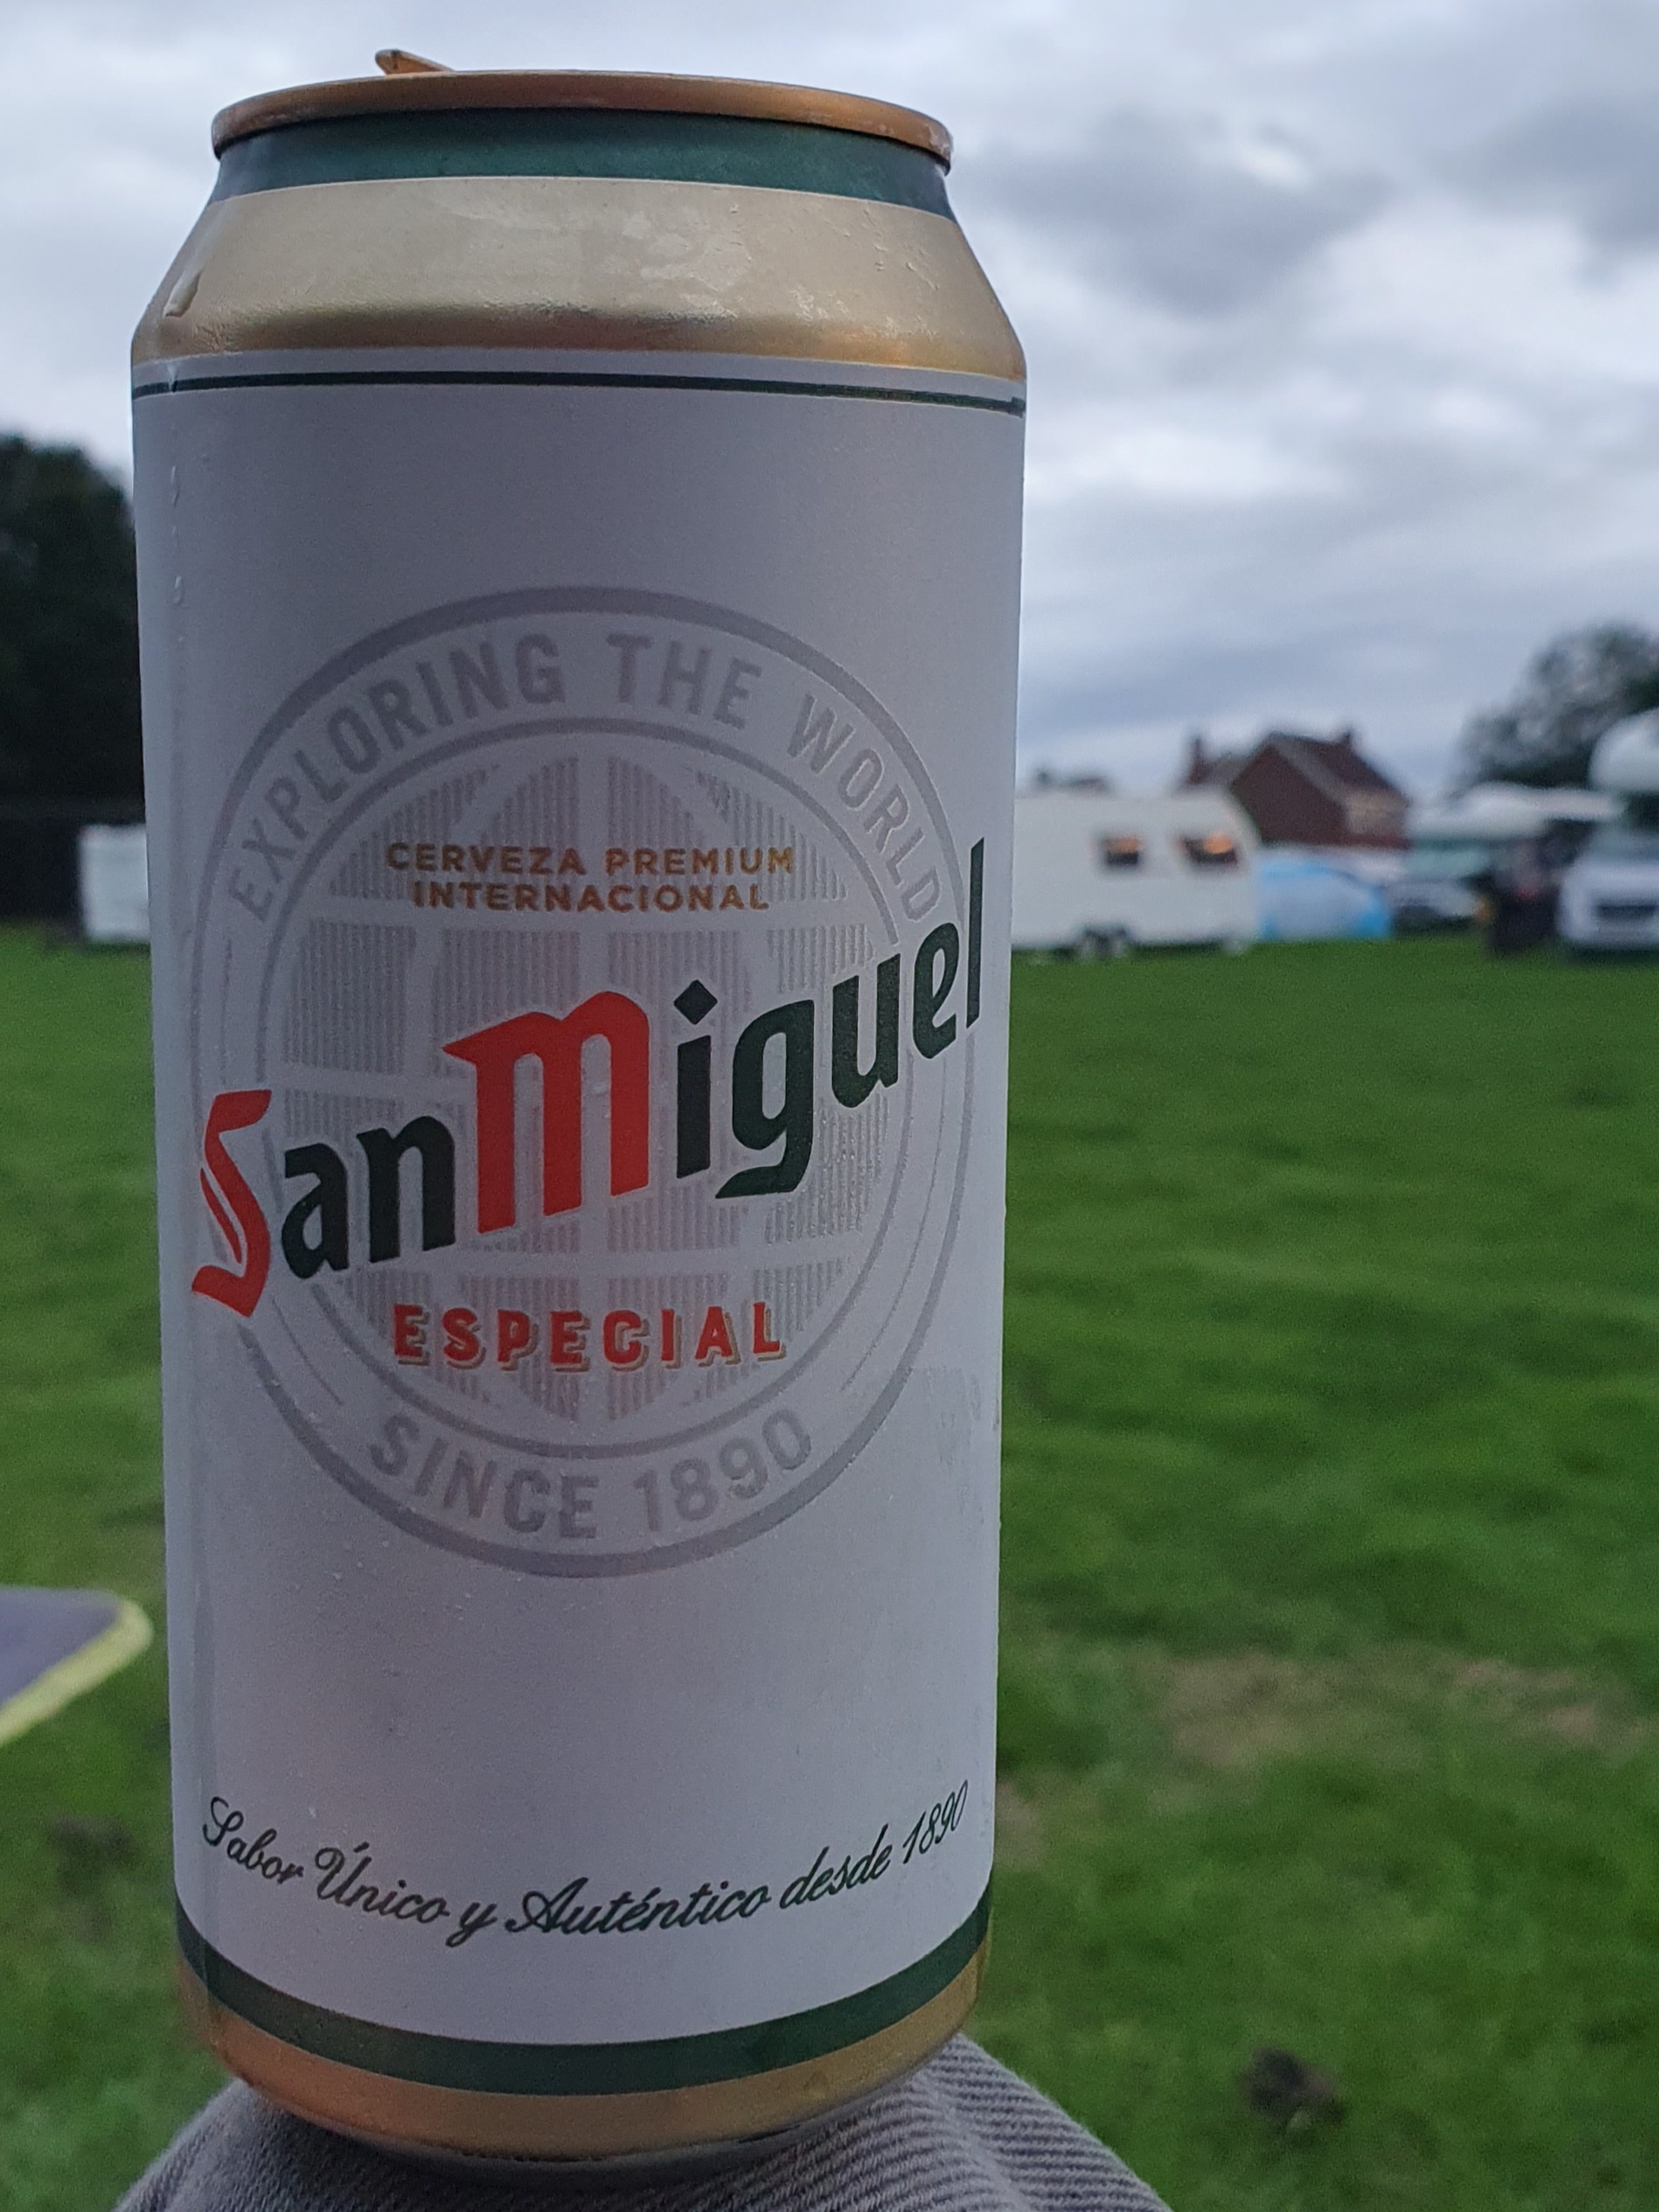 EXPLORING THE WORLD
CERVEZA PREMIUM
INTERNACIONAL
SanMiguel
ESPECIAL
SINCE 1890
Sabor Único y Auténtico desde 1890